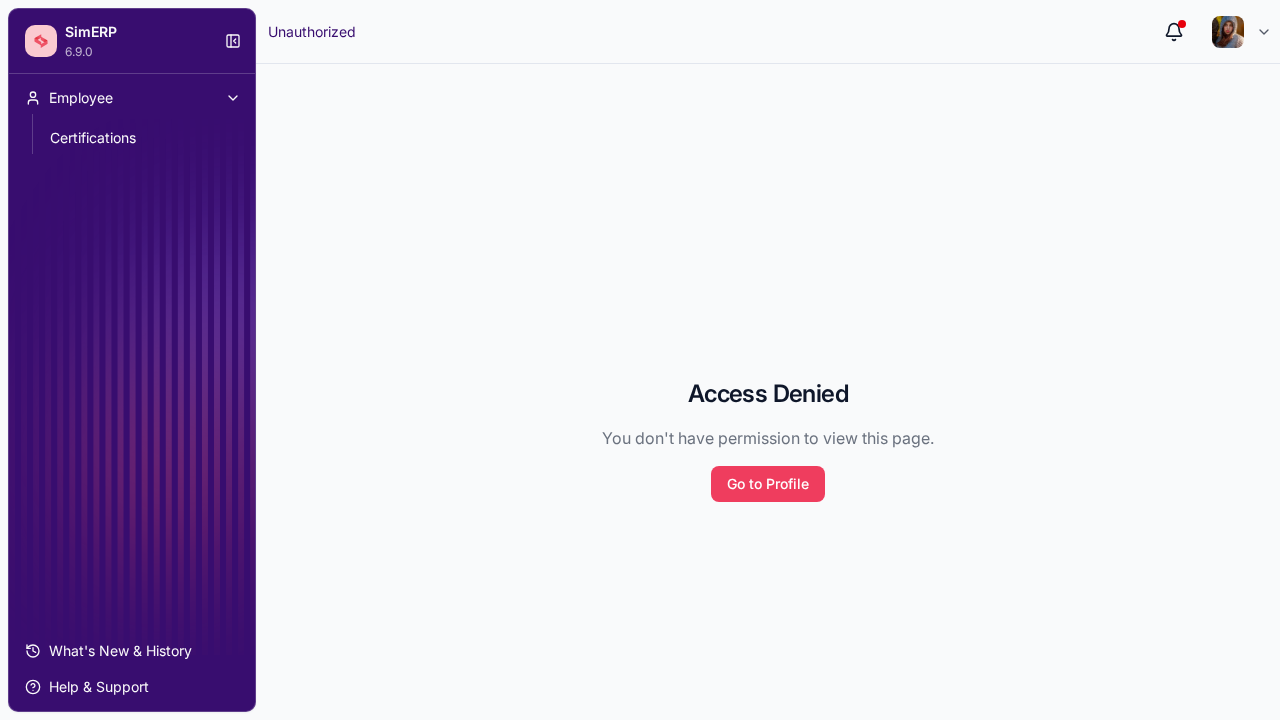 SimERP
6.9.0
Employee
Certifications
What's New & History
Help & Support
Unauthorized
Access Denied
You don't have permission to view this page.
Go to Profile